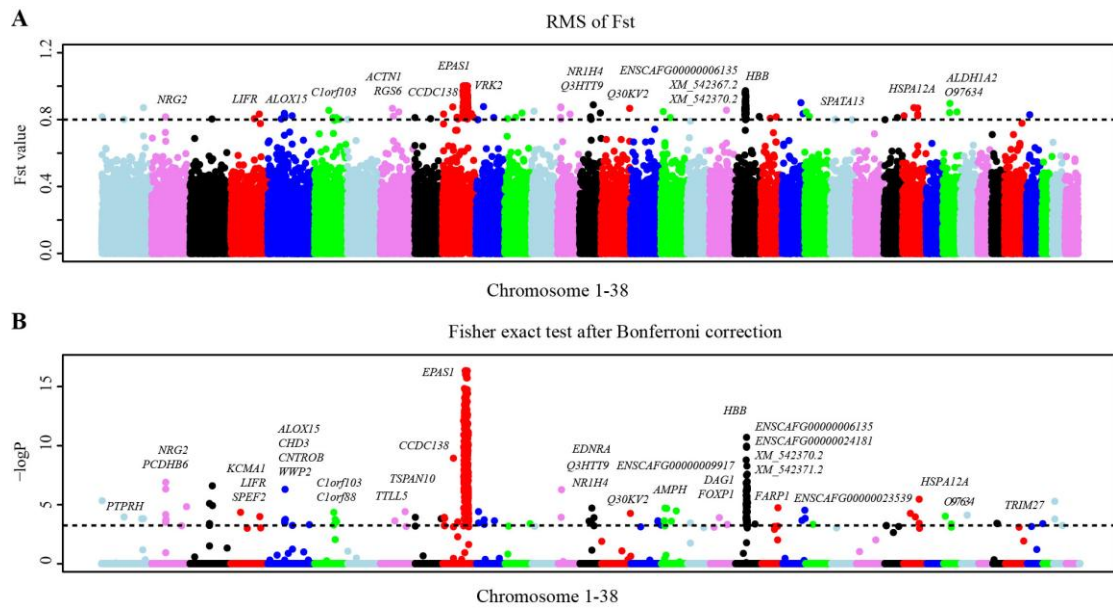 A
RMS of Fst
Fst value
1.2
0.8
0.4
0.0
NRG2
LIFR
ALOX15
C1orf103
ACTN1
RGS6
CCDC138
EPAS1
VRK2
NR1H4
Q3HTT9
Q30KV2
ENSCAFG00000006135
XM_542367.2
XM_542370.2
HBB
SPATA13
HSPA12A
ALDH1A2
O97634
Chromosome 1-38
B
Fisher exact test after Bonferroni correction
−logP
15
10
5
0
PTPRH
NRG2
PCDHB6
KCMA1
LIFR
SPEF2
ALOX15
CHD3
CNTROB
WWP2
C1orf103
C1orf88
TTLL5
TSPAN10
CCDC138
EPAS1
EDNRA
Q3HTT9
NR1H4
Q30KV2
ENSCAFG00000009917
AMPH
DAG1
FOXP1
HBB
ENSCAFG00000006135
ENSCAFG00000024181
XM_542370.2
XM_542371.2
FARP1
ENSCAFG00000023539
HSPA12A
O9634
TRIM27
Chromosome 1-38